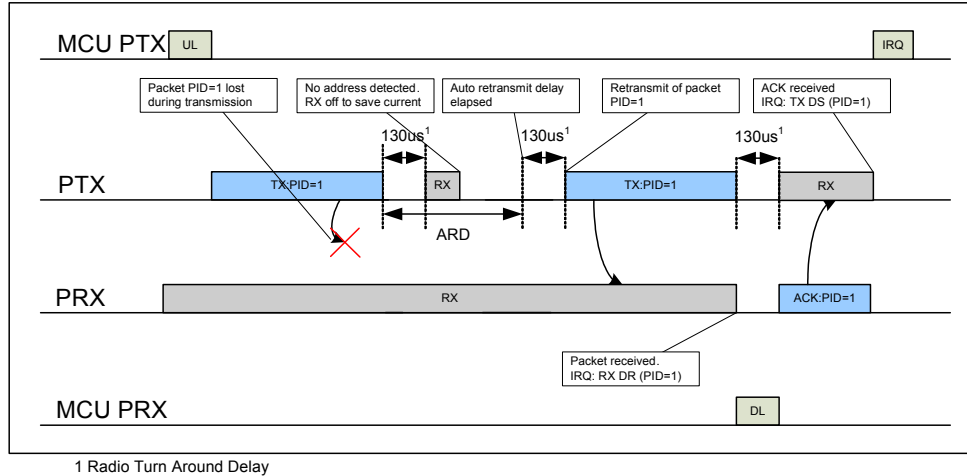 MCU PTX
UL
IRQ
Packet PID=1 lost
during transmission
No address detected.
RX off to save current
Auto retransmit delay
elapsed
Retransmit of packet
PID=1
ACK received
IRQ: TX DS (PID=1)
130us1
130us1
130us1
PTX
TX:PID=1
RX
TX:PID=1
RX
ARD
PRX
RX
ACK:PID=1
Packet received.
IRQ: RX DR (PID=1)
MCU PRX
DL
1 Radio Turn Around Delay